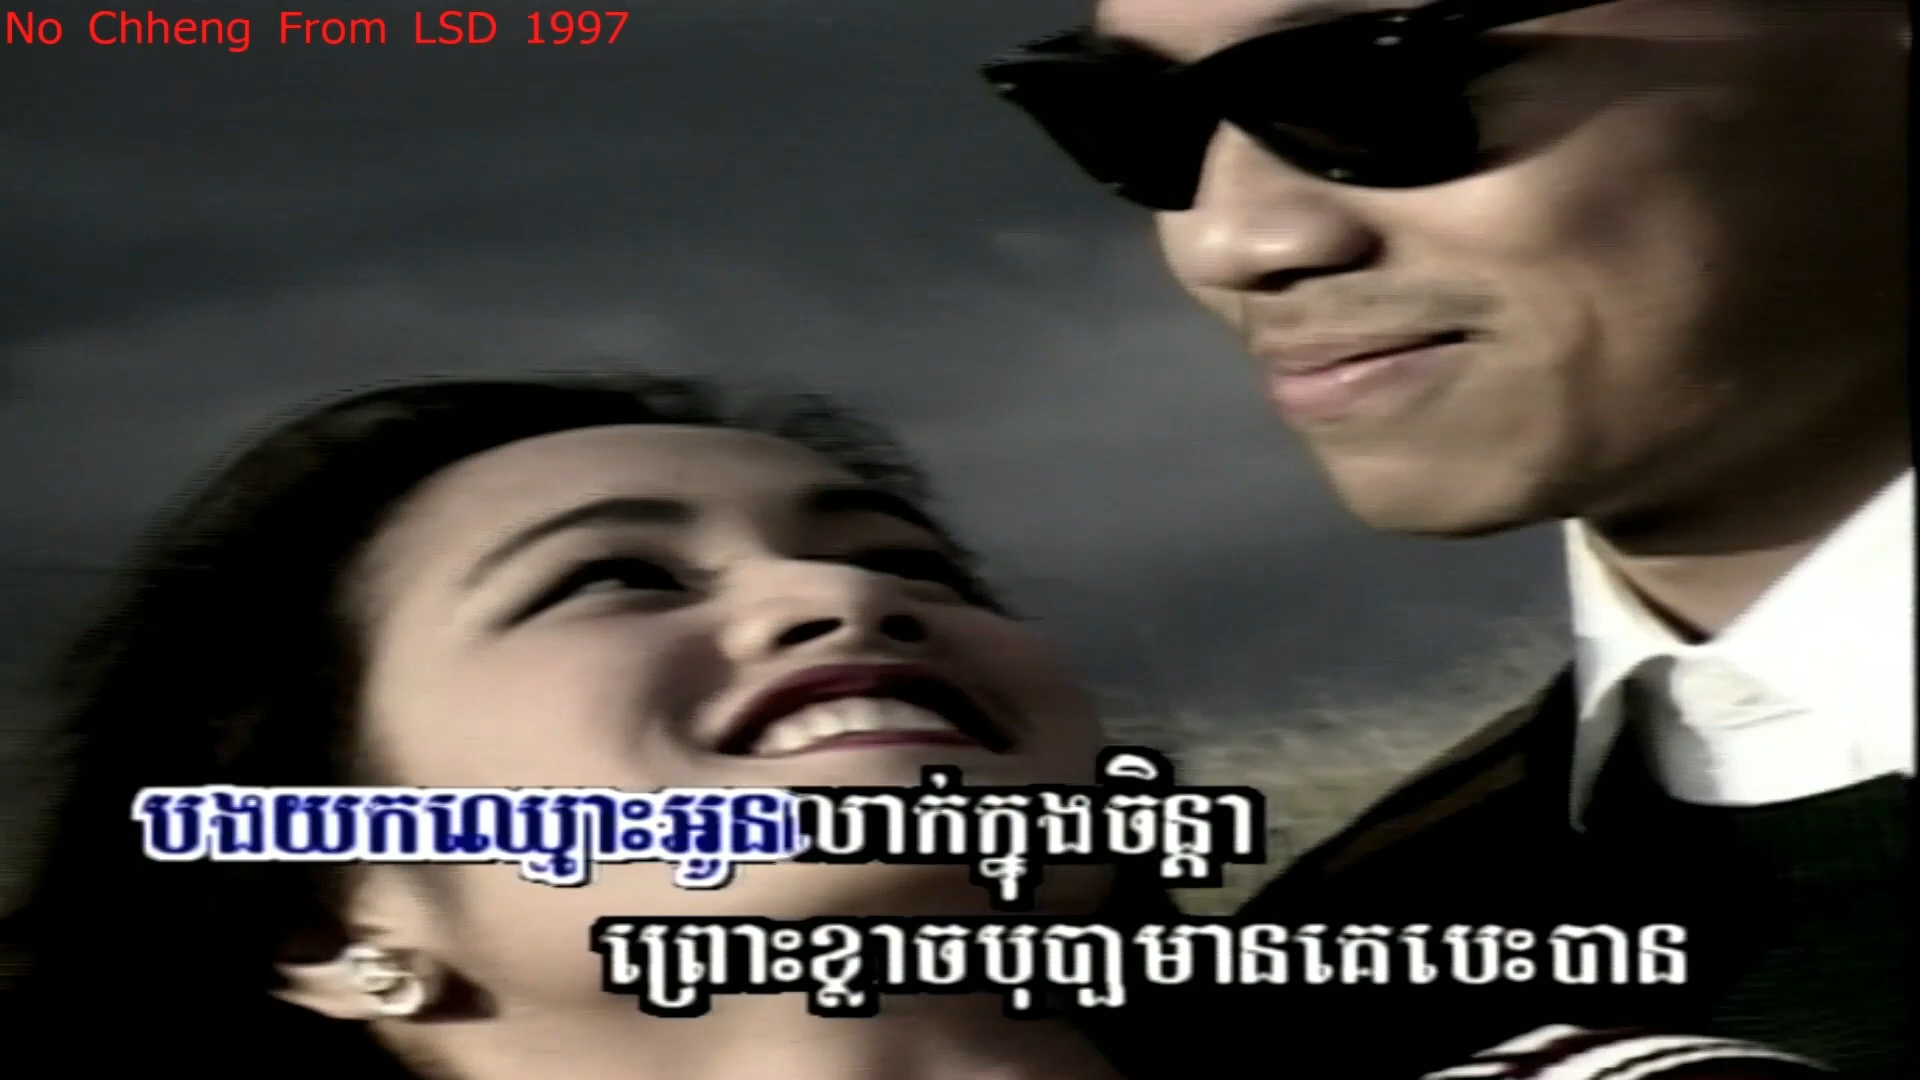 No Chheng From LSD 1997
បងយកឈ្មោះអូនលាក់ក្នុងចិន្តា
ព្រោះខ្លាចបុប្ផាមានគេបេះបាន